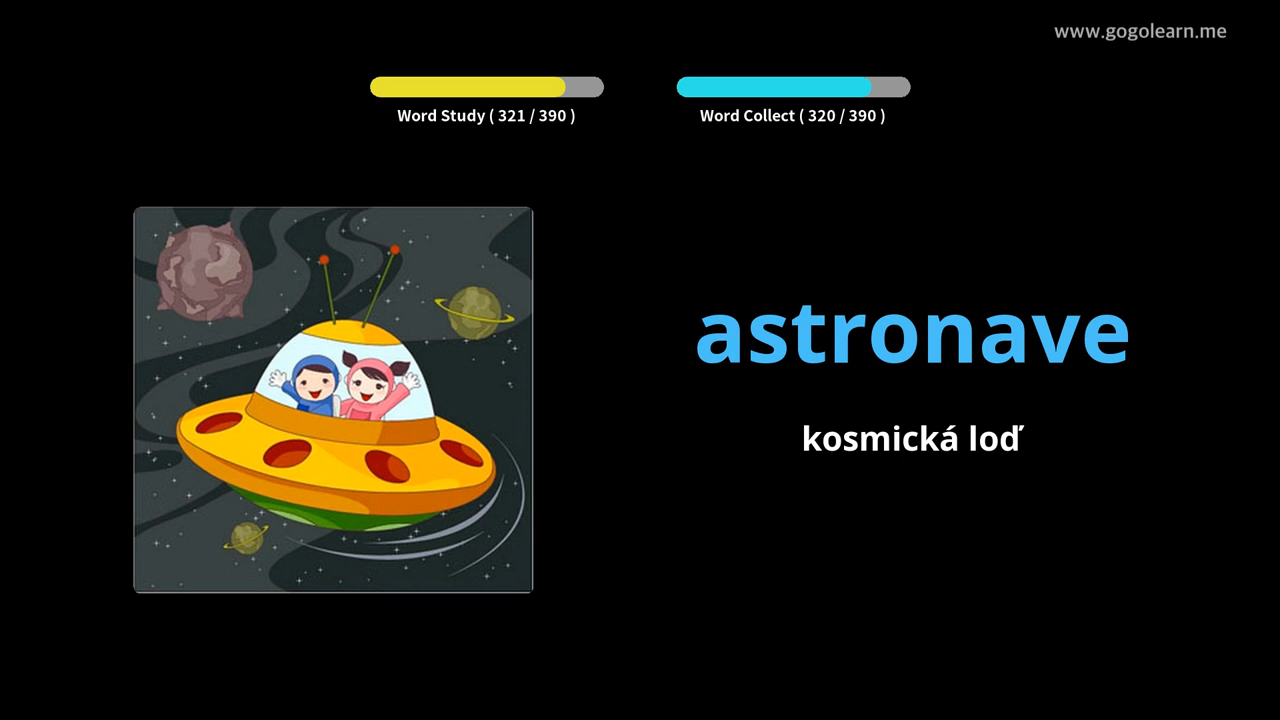 www.gogolearn.me
Word Study ( 321 / 390 )
Word Collect ( 320 / 390 )
astronave
kosmická loď